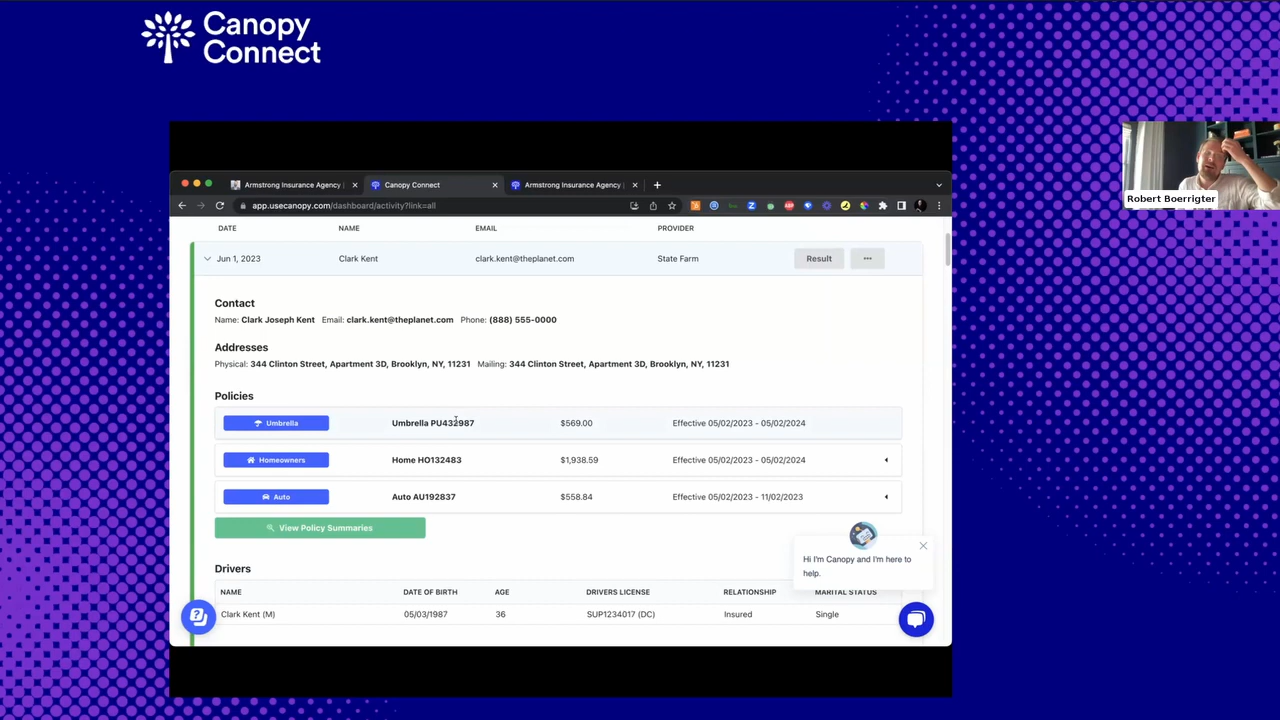 Canopy
Connect
Armstrong Insurance Agency |
Canopy Connect
Armstrong Insurance Agency |
app.usecanopy.com/dashboard/activity?link=all
DATE NAME EMAIL PROVIDER
Jun 1, 2023 Clark Kent clark.kent@theplanet.com State Farm Result ···
Contact
Name: Clark Joseph Kent Email: clark.kent@theplanet.com Phone: (888) 555-0000
Addresses
Physical: 344 Clinton Street, Apartment 3D, Brooklyn, NY, 11231 Mailing: 344 Clinton Street, Apartment 3D, Brooklyn, NY, 11231
Policies
Umbrella Umbrella PU432987 $569.00 Effective 05/02/2023 - 05/02/2024
Homeowners Home HO132483 $1,938.59 Effective 05/02/2023 - 05/02/2024
Auto Auto AU192837 $558.84 Effective 05/02/2023 - 11/02/2023
View Policy Summaries
Hi I'm Canopy and I'm here to
help.
Drivers
NAME DATE OF BIRTH AGE DRIVERS LICENSE RELATIONSHIP MARITAL STATUS
Clark Kent (M) 05/03/1987 36 SUP1234017 (DC) Insured Single
Robert Boerrigter